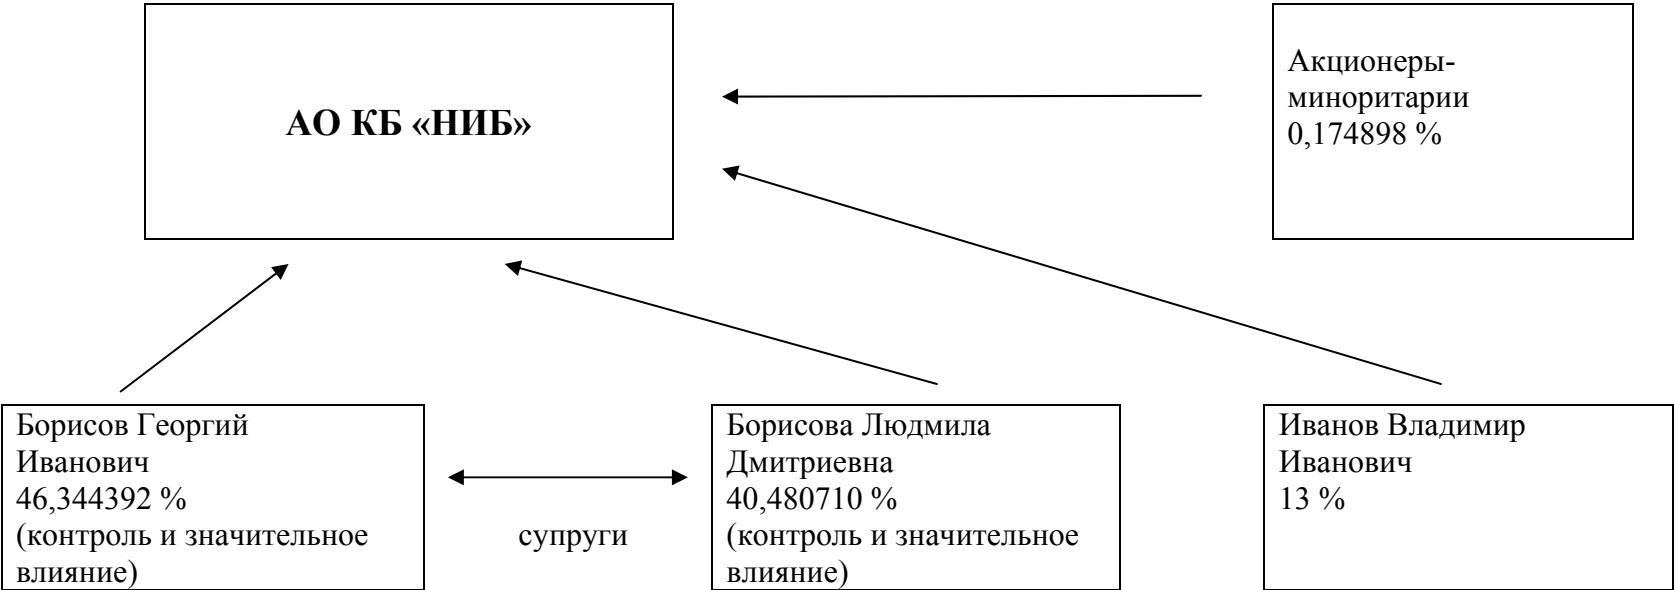 АО КБ «НИБ»
Акционеры-
миноритарии
0,174898 %
Борисов Георгий
Иванович
46,344392 %
(контроль и значительное
влияние)
супруги
Борисова Людмила
Дмитриевна
40,480710 %
(контроль и значительное
влияние)
Иванов Владимир
Иванович
13 %